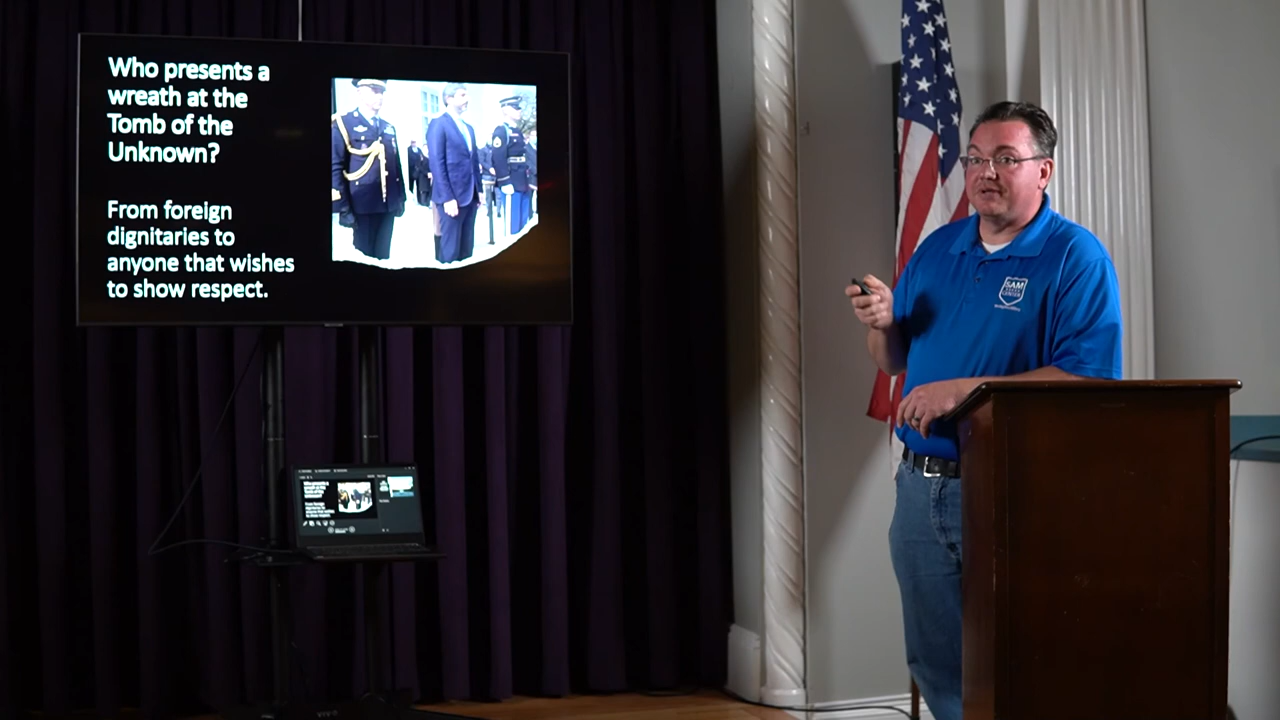 Who presents a
wreath at the
Tomb of the
Unknown?
From foreign
dignitaries to
anyone that wishes
to show respect.
SAM
CENTER